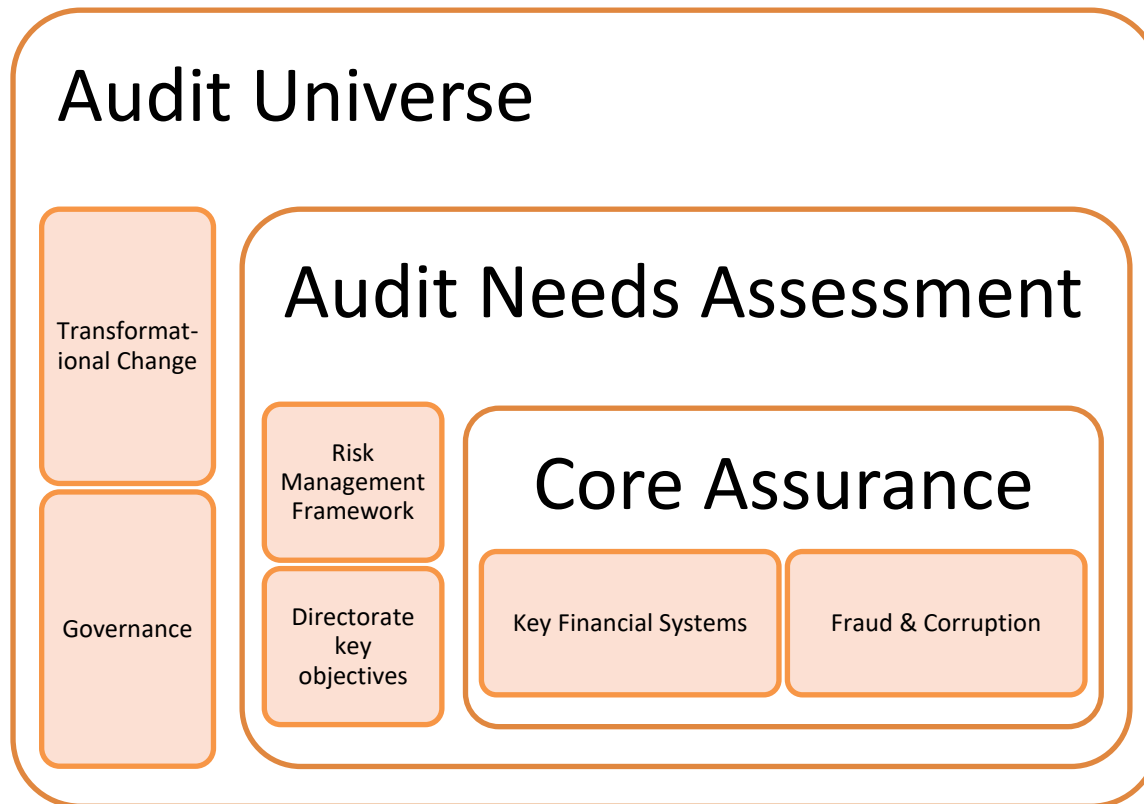 Audit Universe
Transformat-
ional Change
Governance
Audit Needs Assessment
Risk
Management
Framework
Directorate
key
objectives
Core Assurance
Key Financial Systems
Fraud & Corruption